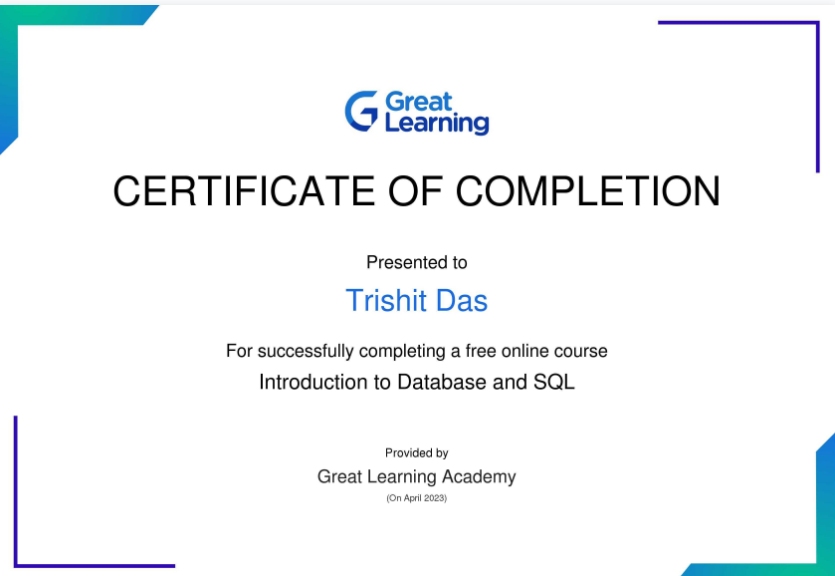 Great
Learning
CERTIFICATE OF COMPLETION
Presented to
Trishit Das
For successfully completing a free online course
Introduction to Database and SQL
Provided by
Great Learning Academy
(On April 2023)